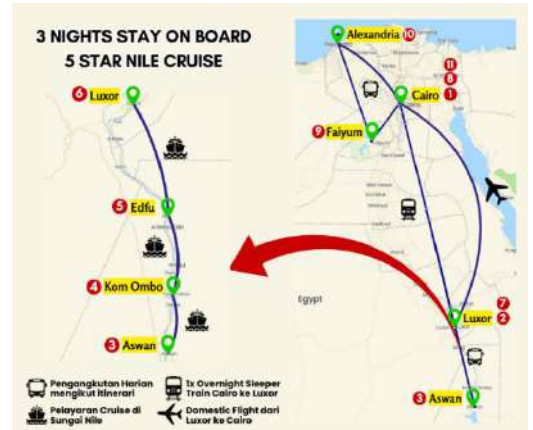 3 NIGHTS STAY ON BOARD
5 STAR NILE CRUISE
6 Luxor
5 Edfu
4 Kom Ombo
3 Aswan
Alexandria 10
11
8
Cairo 1
9 Faiyum
Egypt
7
Luxor 2
3 Aswan
Pengangkutan Harian
mengikut itinerari
1x Overnight Sleeper
Train Cairo ke Luxor
Pelayaran Cruise di
Sungai Nile
Domestic Flight dari
Luxor ke Cairo